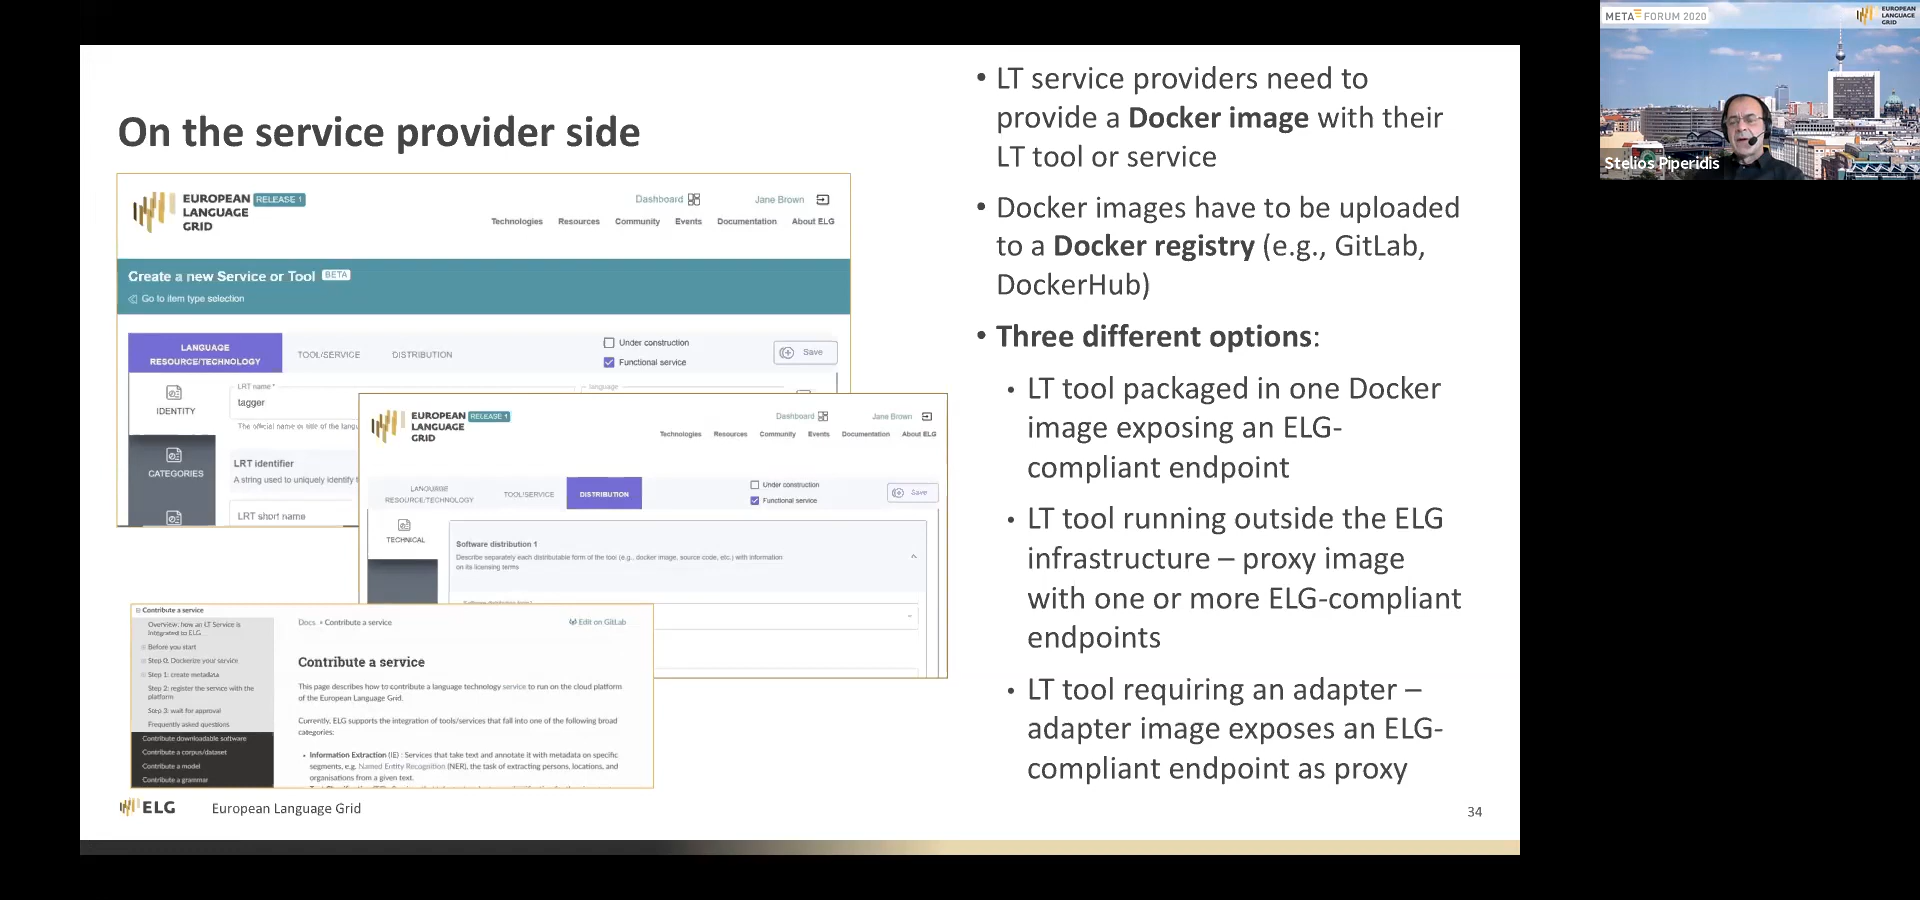 On the service provider side
EUROPEAN
LANGUAGE
GRID
RELEASE 1
Dashboard
Jane Brown
Technologies Resources Community Events Documentation About ELG
Create a new Service or Tool BETA
Go to item type selection
LANGUAGE
RESOURCE/TECHNOLOGY
TOOL/SERVICE
DISTRIBUTION
Under construction
Functional service
Save
IDENTITY
CATEGORIES
LRT name *
tagger
The official name or title of the
language
LRT identifier
A string used to uniquely identify
LRT short name
EUROPEAN
LANGUAGE
GRID
RELEASE 1
Dashboard
Jane Brown
Technologies Resources Community Events Documentation About ELG
LANGUAGE
RESOURCE/TECHNOLOGY
TOOL/SERVICE
DISTRIBUTION
Under construction
Functional service
Save
TECHNICAL
Software distribution 1
Describe separately each distributable form of the tool (e.g., docker image, source code, etc.) with information
on its licensing terms
Contribute a service
Overview: how an LT Service is
integrated to ELG
Before you start
Step 0. Dockerize your service
Step 1: create metadata
Step 2: register the service with the
platform
Step 3: wait for approval
Frequently asked questions
Contribute downloadable software
Contribute a corpus/dataset
Contribute a model
Contribute a grammar
Docs » Contribute a service
Edit on GitLab
Contribute a service
This page describes how to contribute a language technology service to run on the cloud platform
of the European Language Grid.
Currently, ELG supports the integration of tools/services that fall into one of the following broad
categories:
• Information Extraction (IE) : Services that take text and annotate it with metadata on specific
segments, e.g. Named Entity Recognition (NER), the task of extracting persons, locations, and
organisations from a given text.
• LT service providers need to
provide a Docker image with their
LT tool or service
• Docker images have to be uploaded
to a Docker registry (e.g., GitLab,
DockerHub)
• Three different options:
• LT tool packaged in one Docker
image exposing an ELG-
compliant endpoint
• LT tool running outside the ELG
infrastructure – proxy image
with one or more ELG-compliant
endpoints
• LT tool requiring an adapter –
adapter image exposes an ELG-
compliant endpoint as proxy
ELG
European Language Grid
34
META FORUM 2020
EUROPEAN
LANGUAGE
GRID
Stelios Piperidis